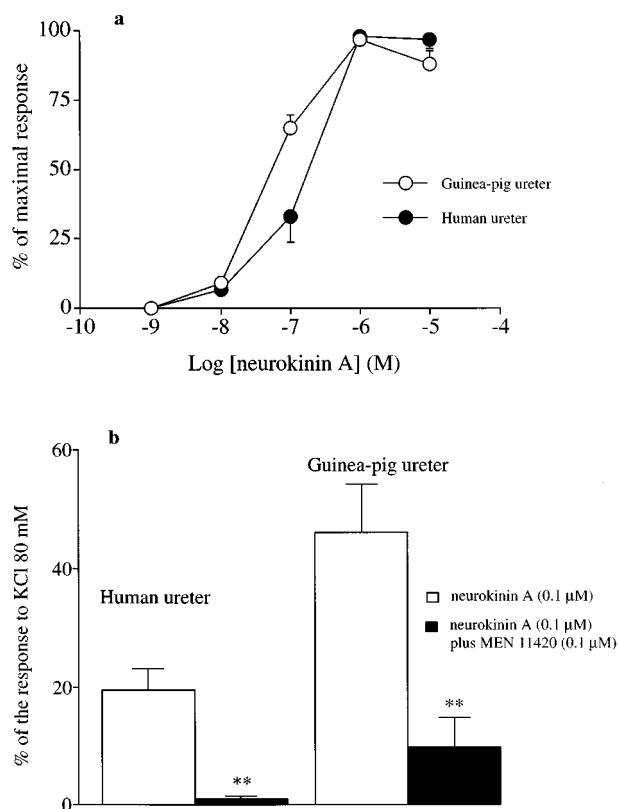 a
100
75
50
25
0
% of maximal response
Guinea-pig ureter
Human ureter
-10 -9 -8 -7 -6 -5 -4
Log [neurokinin A] (M)
b
60
40
20
0
% of the response to KCl 80 mM
Guinea-pig ureter
Human ureter
neurokinin A (0.1 μM)
neurokinin A (0.1 μM)
plus MEN 11420 (0.1 μM)
**
**